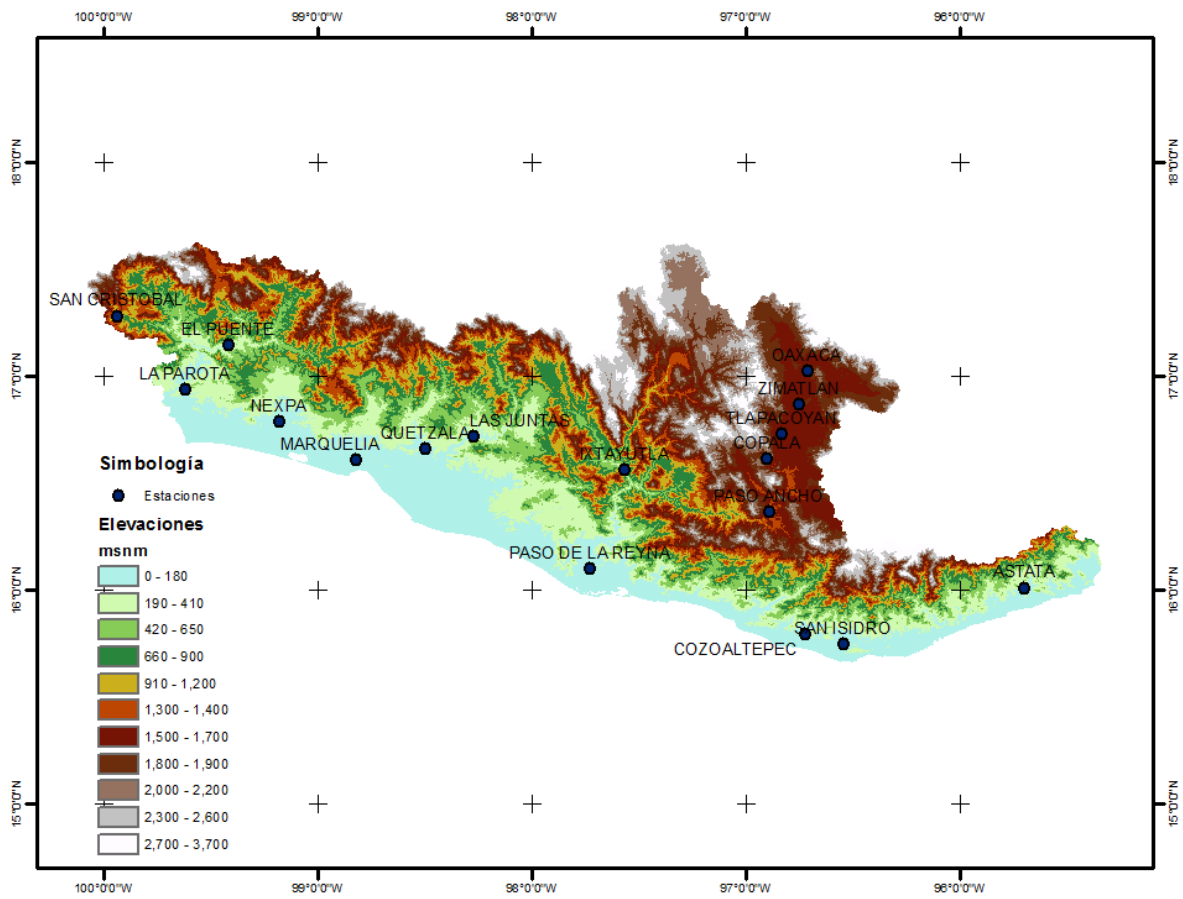 100°0'0"W 99°0'0"W 98°0'0"W 97°0'0"W 96°0'0"W
18°0'0"N 18°0'0"N
17°0'0"N 17°0'0"N
16°0'0"N 16°0'0"N
15°0'0"N 15°0'0"N
SAN CRISTOBAL
EL PUENTE
OAXACA
LA PAROTA
ZIMATLAN
NEXPA
TLAPACOYAN
LAS JUNTAS
QUETZALA
MARQUELIA
COPALA
IXTAYUTLA
PASO ANCHO
PASO DE LA REYNA
ASTATA
SAN ISIDRO
COZOALTEPEC
Simbología
Estaciones
Elevaciones
msnm
0 - 180
190 - 410
420 - 650
660 - 900
910 - 1,200
1,300 - 1,400
1,500 - 1,700
1,800 - 1,900
2,000 - 2,200
2,300 - 2,600
2,700 - 3,700
100°0'0"W 99°0'0"W 98°0'0"W 97°0'0"W 96°0'0"W